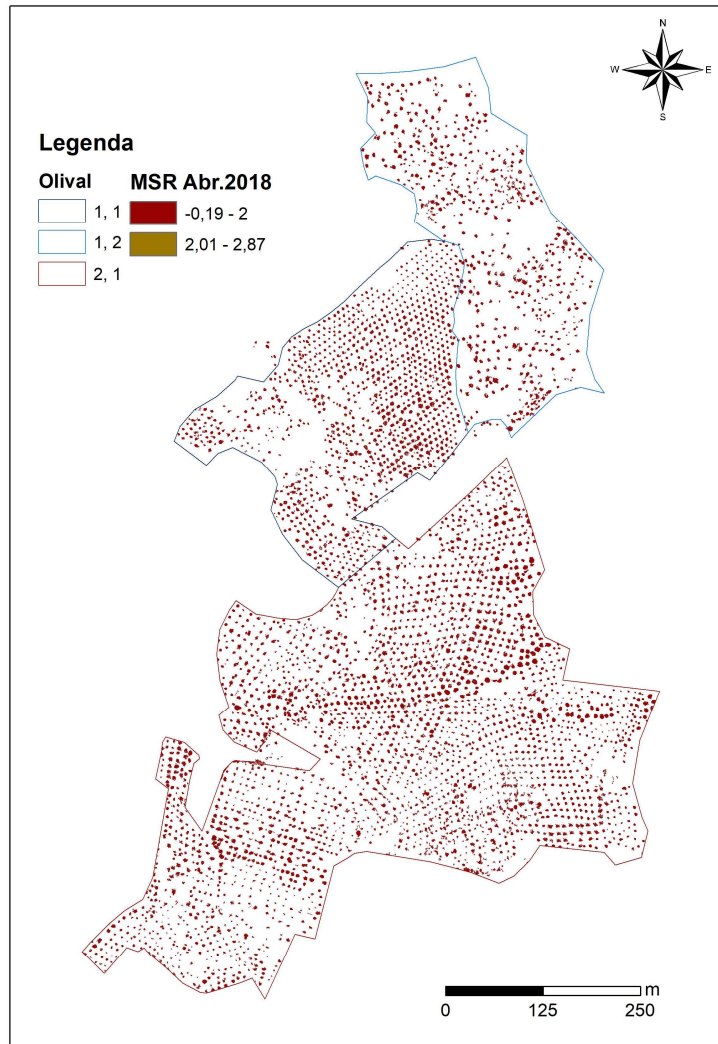 N
W E
S
Legenda
Olival MSR Abr.2018
1, 1 -0,19 - 2
1, 2 2,01 - 2,87
2, 1
m
0 125 250